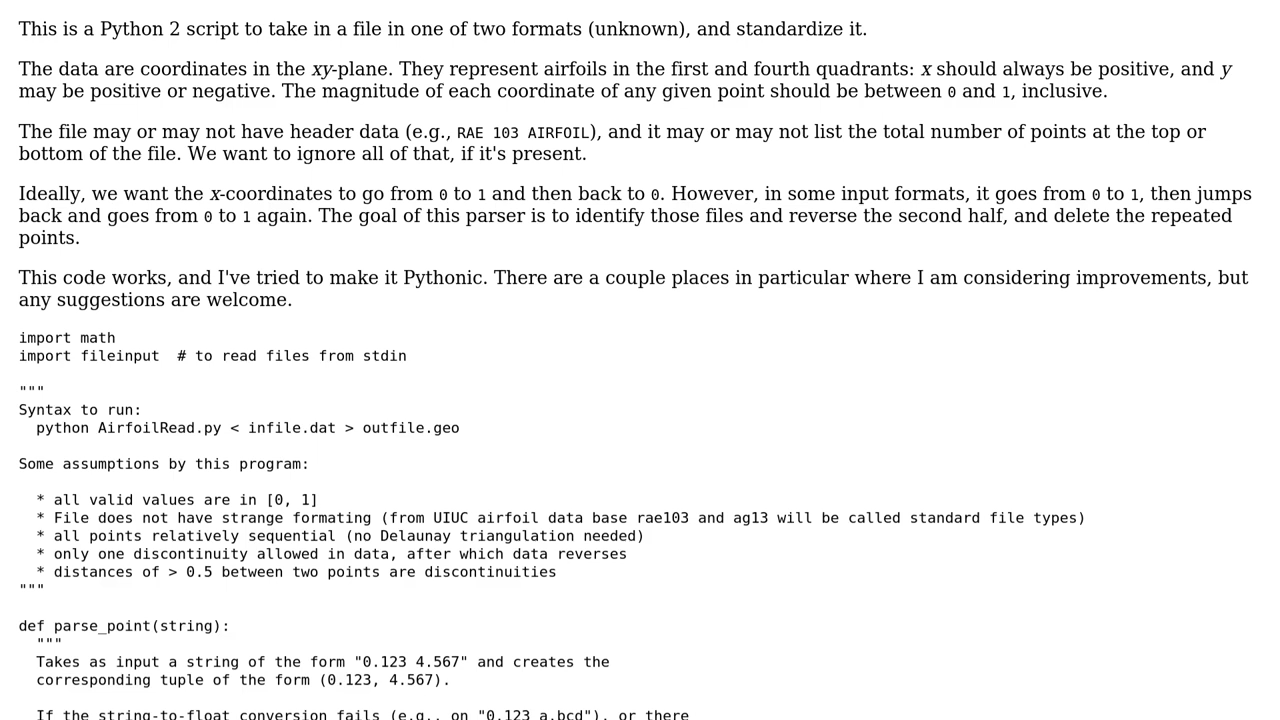 This is a Python 2 script to take in a file in one of two formats (unknown), and standardize it.
The data are coordinates in the xy-plane. They represent airfoils in the first and fourth quadrants: x should always be positive, and y
may be positive or negative. The magnitude of each coordinate of any given point should be between 0 and 1, inclusive.
The file may or may not have header data (e.g., RAE 103 AIRFOIL), and it may or may not list the total number of points at the top or
bottom of the file. We want to ignore all of that, if it's present.
Ideally, we want the x-coordinates to go from 0 to 1 and then back to 0. However, in some input formats, it goes from 0 to 1, then jumps
back and goes from 0 to 1 again. The goal of this parser is to identify those files and reverse the second half, and delete the repeated
points.
This code works, and I've tried to make it Pythonic. There are a couple places in particular where I am considering improvements, but
any suggestions are welcome.
import math
import fileinput  # to read files from stdin
"""
Syntax to run:
  python AirfoilRead.py < infile.dat > outfile.geo
Some assumptions by this program:
  * all valid values are in [0, 1]
  * File does not have strange formating (from UIUC airfoil data base rae103 and ag13 will be called standard file types)
  * all points relatively sequential (no Delaunay triangulation needed)
  * only one discontinuity allowed in data, after which data reverses
  * distances of > 0.5 between two points are discontinuities
"""
def parse_point(string):
  """
  Takes as input a string of the form "0.123 4.567" and creates the
  corresponding tuple of the form (0.123, 4.567).
  If the string-to-float conversion fails (e.g., on "0.123 a.bcd"), or there